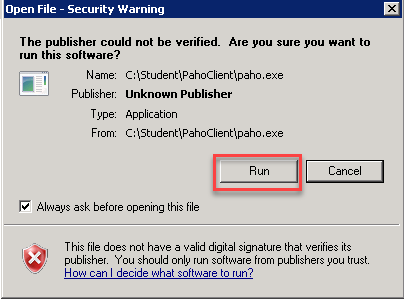 Open File - Security Warning
The publisher could not be verified. Are you sure you want to
run this software?
Name: C:\Student\PahoClient\paho.exe
Publisher: Unknown Publisher
Type: Application
From: C:\Student\PahoClient\paho.exe
Run Cancel
Always ask before opening this file
This file does not have a valid digital signature that verifies its
publisher. You should only run software from publishers you trust.
How can I decide what software to run?